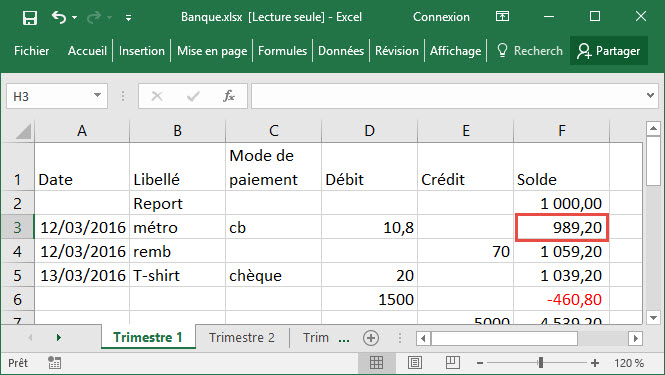 Banque.xlsx [Lecture seule] - Excel Connexion
Fichier Accueil Insertion Mise en page Formules Données Révision Affichage Recherch Partager
H3 fx
A B C D E F
1 Date Libellé Mode de paiement Débit Crédit Solde
2 Report 1 000,00
3 12/03/2016 métro cb 10,8 989,20
4 12/03/2016 remb 70 1 059,20
5 13/03/2016 T-shirt chèque 20 1 039,20
6 1500 -460,80
7 5000 4 539,20
Trimestre 1 Trimestre 2 Trim ...
Prêt 120 %